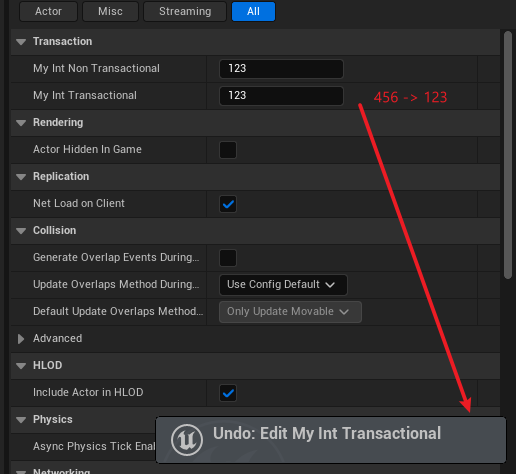 Actor Misc Streaming All
Transaction
My Int Non Transactional 123
My Int Transactional 123 456 -> 123
Rendering
Actor Hidden In Game
Replication
Net Load on Client
Collision
Generate Overlap Events During...
Update Overlaps Method During... Use Config Default
Default Update Overlaps Method... Only Update Movable
Advanced
HLOD
Include Actor in HLOD
Physics
Async Physics Tick Enal
Undo: Edit My Int Transactional
Networking